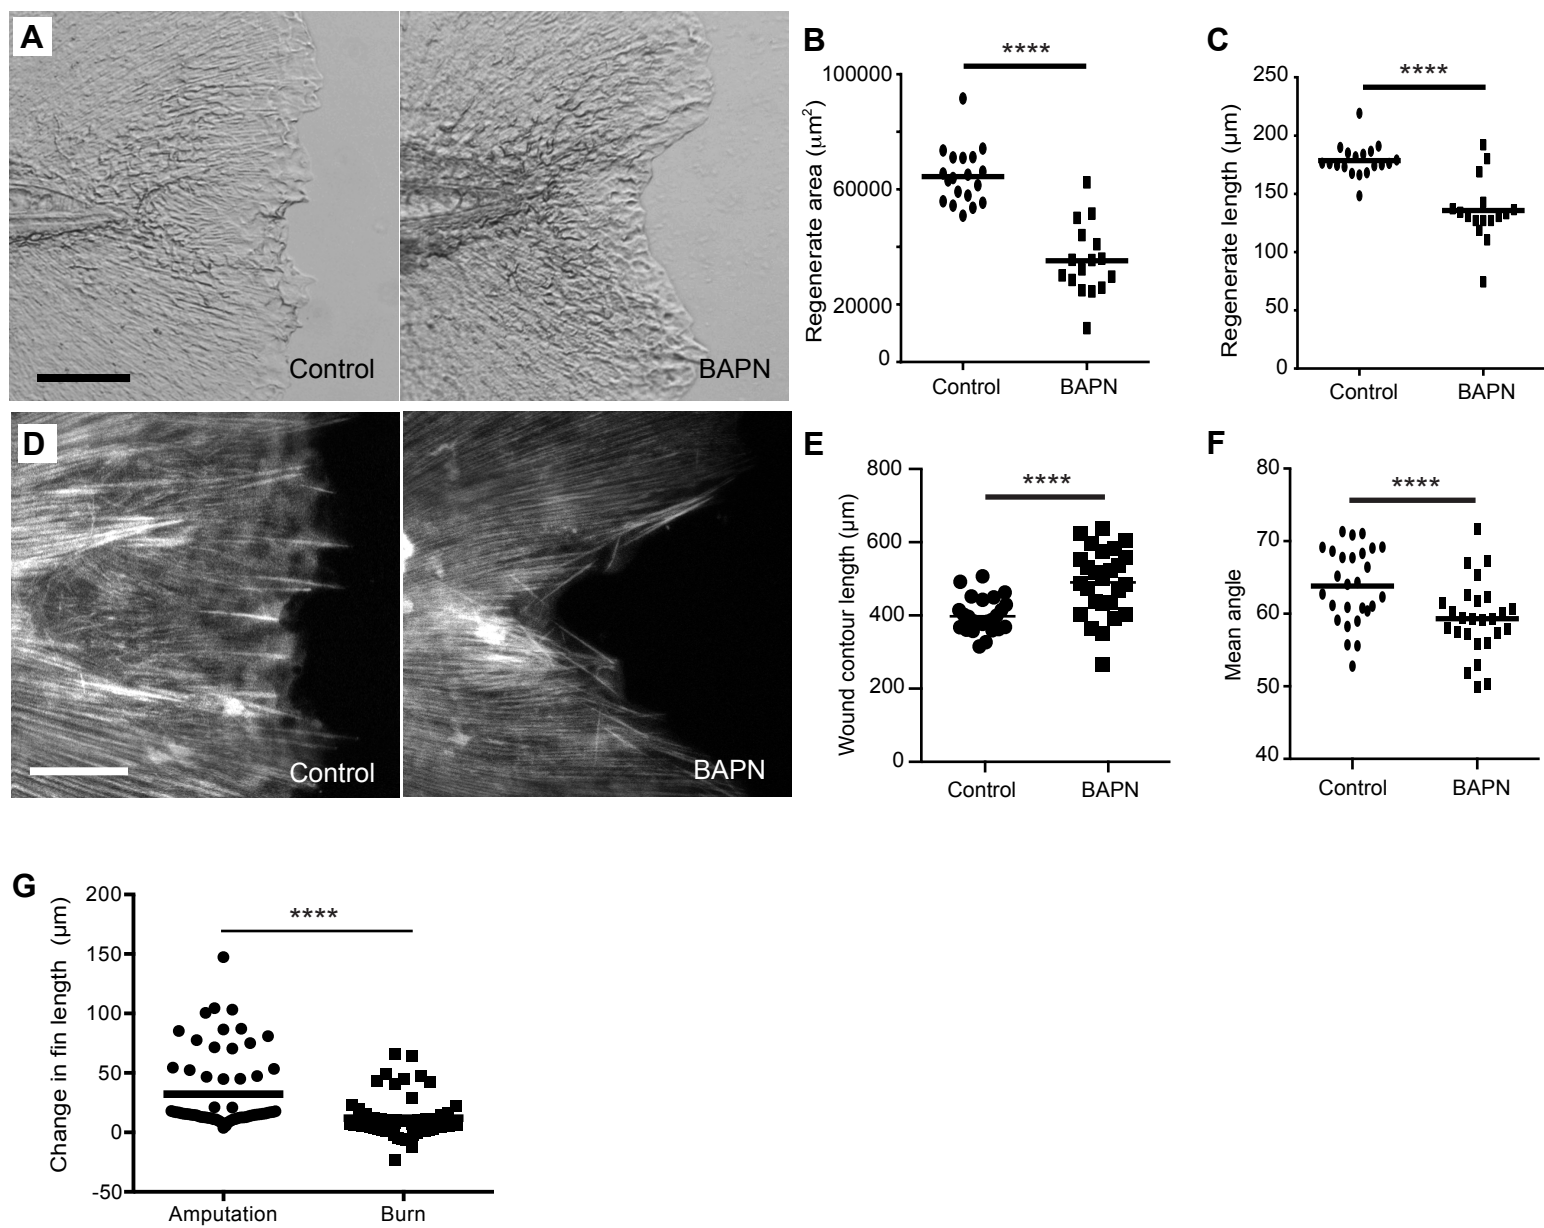 A
Control
BAPN
B
****
Regenerate area (μm²)
100000
60000
20000
0
Control
BAPN
C
****
Regenerate length (μm)
250
200
150
100
50
0
Control
BAPN
D
Control
BAPN
E
****
Wound contour length (μm)
800
600
400
200
0
Control
BAPN
F
****
Mean angle
80
70
60
50
40
Control
BAPN
G
****
Change in fin length (μm)
200
150
100
50
0
-50
Amputation
Burn